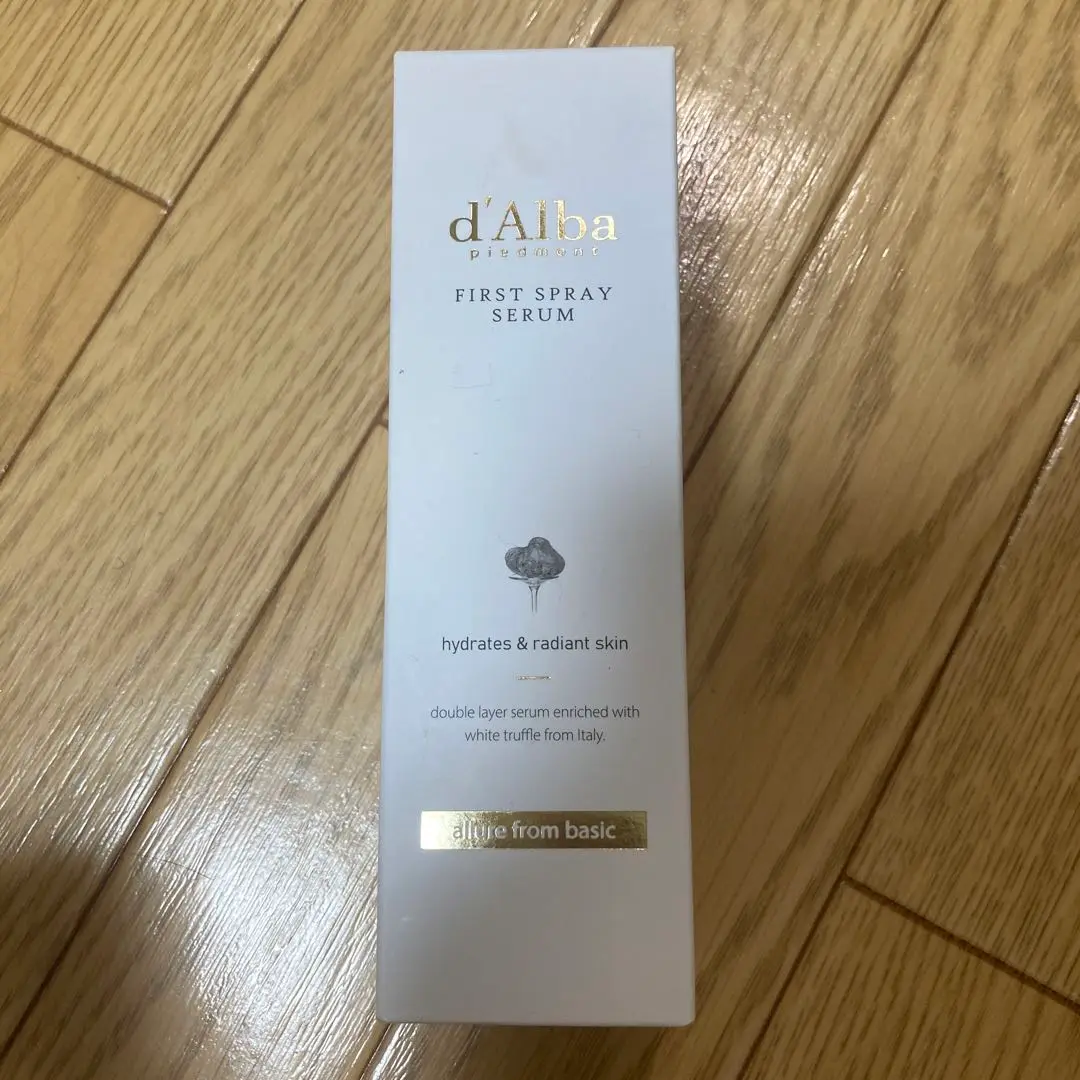 d'Alba
piedmont
FIRST SPRAY
SERUM
hydrates & radiant skin
double layer serum enriched with
white truffle from Italy.
allure from basic